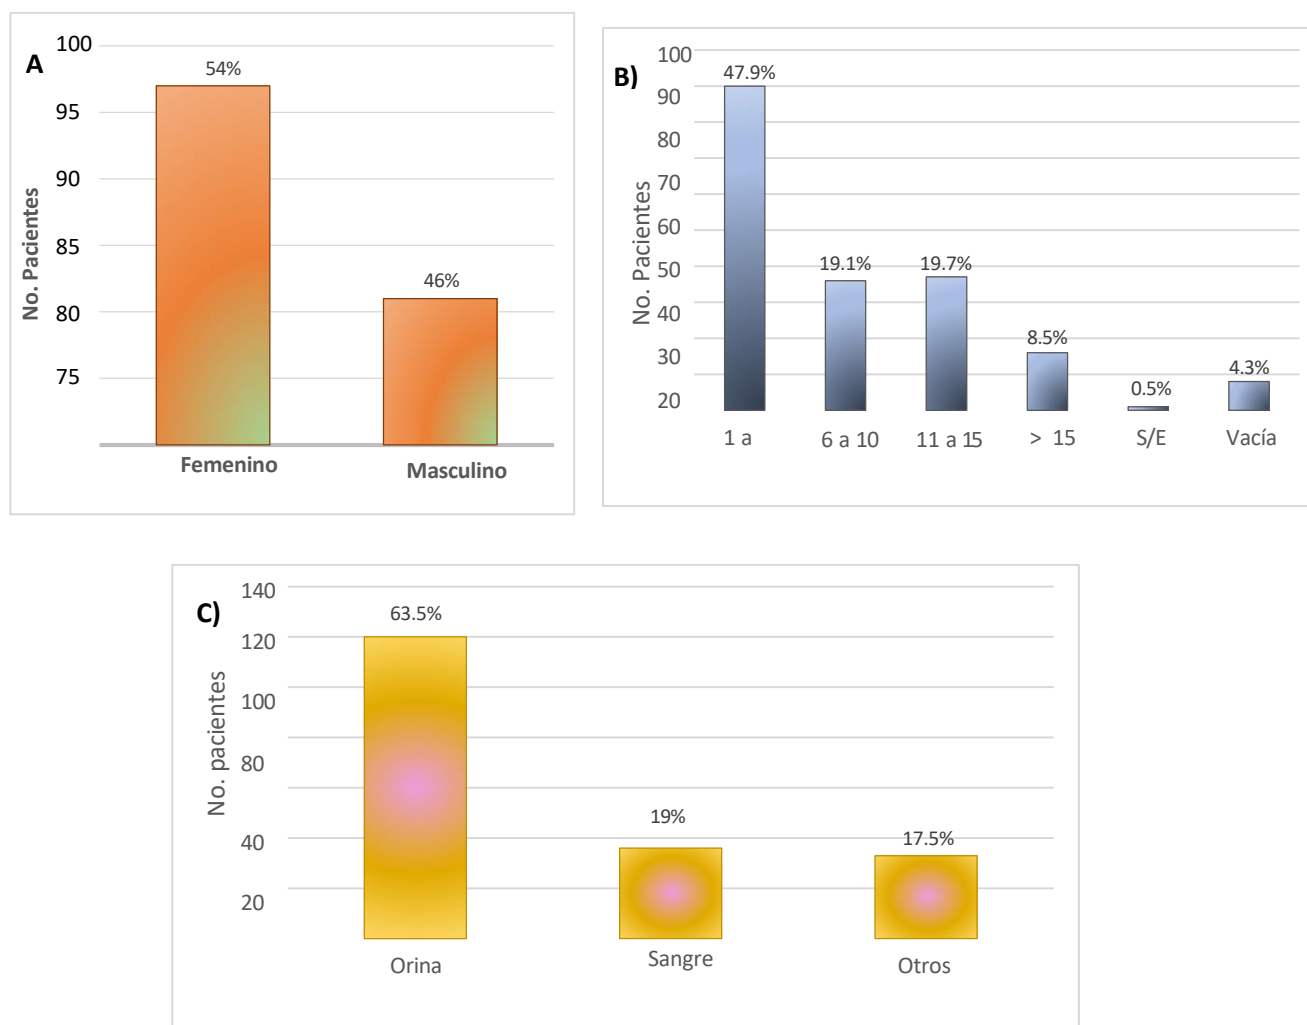 A
No. Pacientes
100
95
90
85
80
75
54%
46%
Femenino
Masculino
B)
No. Pacientes
100
90
80
70
60
50
40
30
20
47.9%
19.1%
19.7%
8.5%
0.5%
4.3%
1 a
6 a 10
11 a 15
> 15
S/E
Vacía
C)
No. pacientes
140
120
100
80
40
20
63.5%
19%
17.5%
Orina
Sangre
Otros